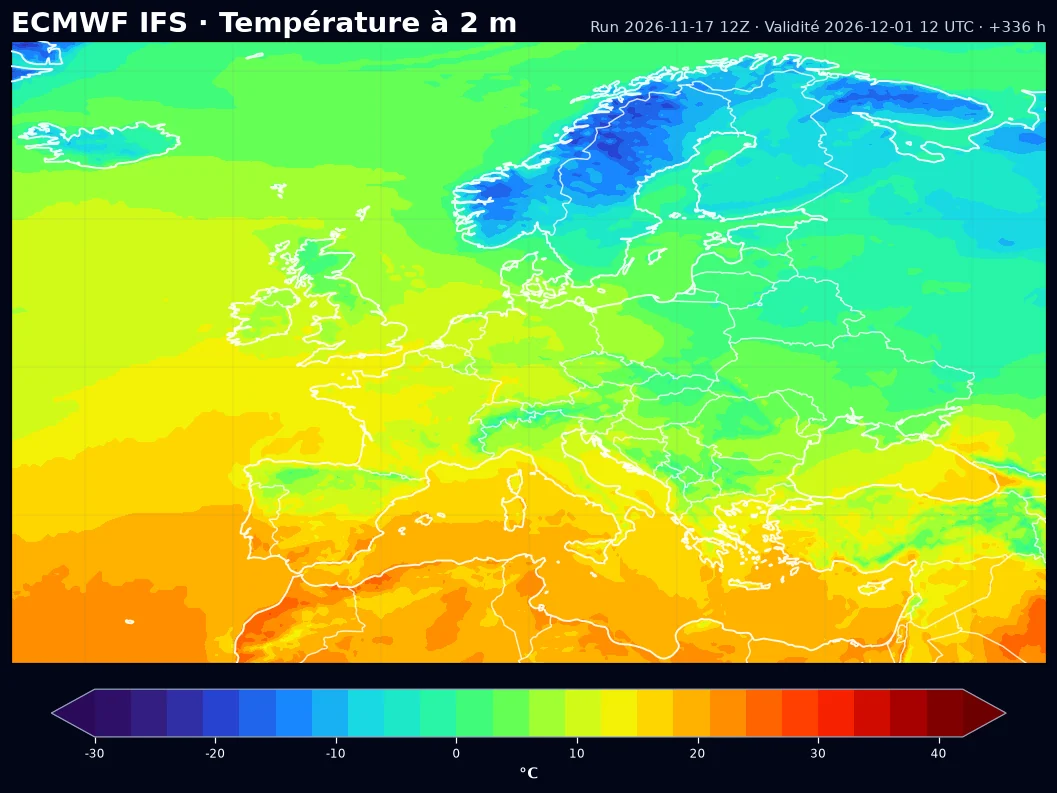 ECMWF IFS · Température à 2 m
Run 2026-11-17 12Z · Validité 2026-12-01 12 UTC · +336 h
-30 -20 -10 0 10 20 30 40
°C